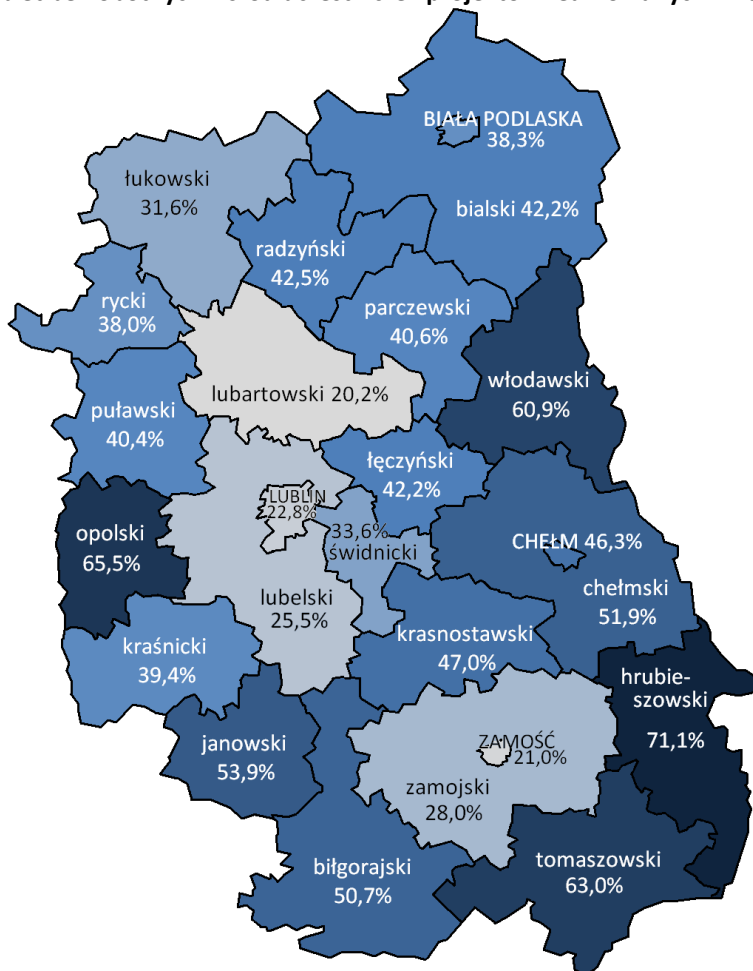 BIAŁA PODLASKA
38,3%
łukowski
31,6%
bialski 42,2%
radzyński
42,5%
rycki
38,0%
parczewski
40,6%
włodawski
60,9%
lubartowski 20,2%
puławski
40,4%
łęczyński
42,2%
LUBLIN
22,8%
33,6%
świdnicki
opolski
65,5%
CHEŁM 46,3%
chełmski
51,9%
lubelski
25,5%
kraśnicki
39,4%
krasnostawski
47,0%
hrubie-
szowski
71,1%
janowski
53,9%
ZAMOŚĆ
21,0%
zamojski
28,0%
biłgorajski
50,7%
tomaszowski
63,0%